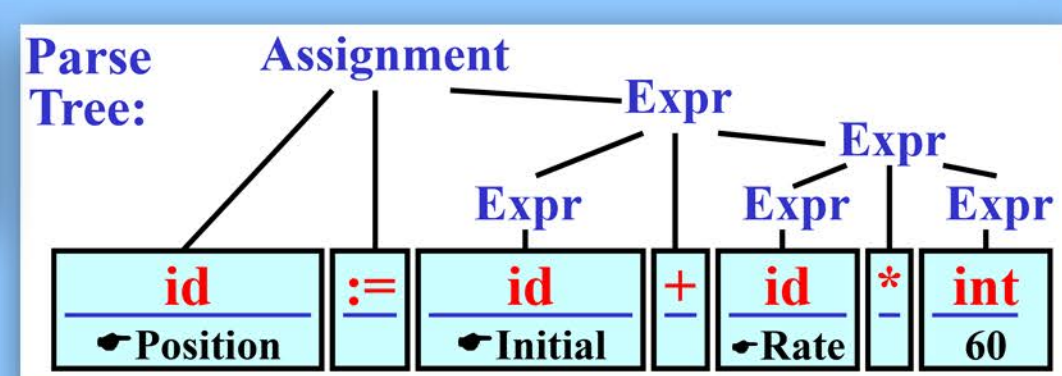 Parse
Tree:
Assignment
Expr
Expr
Expr Expr Expr
id := id + id * int
☛Position ☛Initial ☛Rate 60